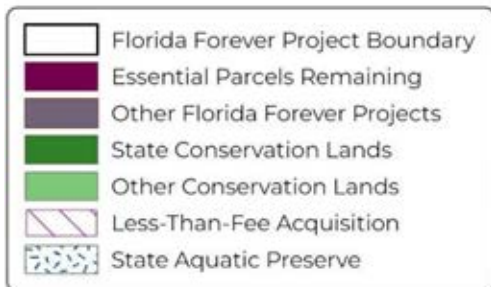 Florida Forever Project Boundary
Essential Parcels Remaining
Other Florida Forever Projects
State Conservation Lands
Other Conservation Lands
Less-Than-Fee Acquisition
State Aquatic Preserve